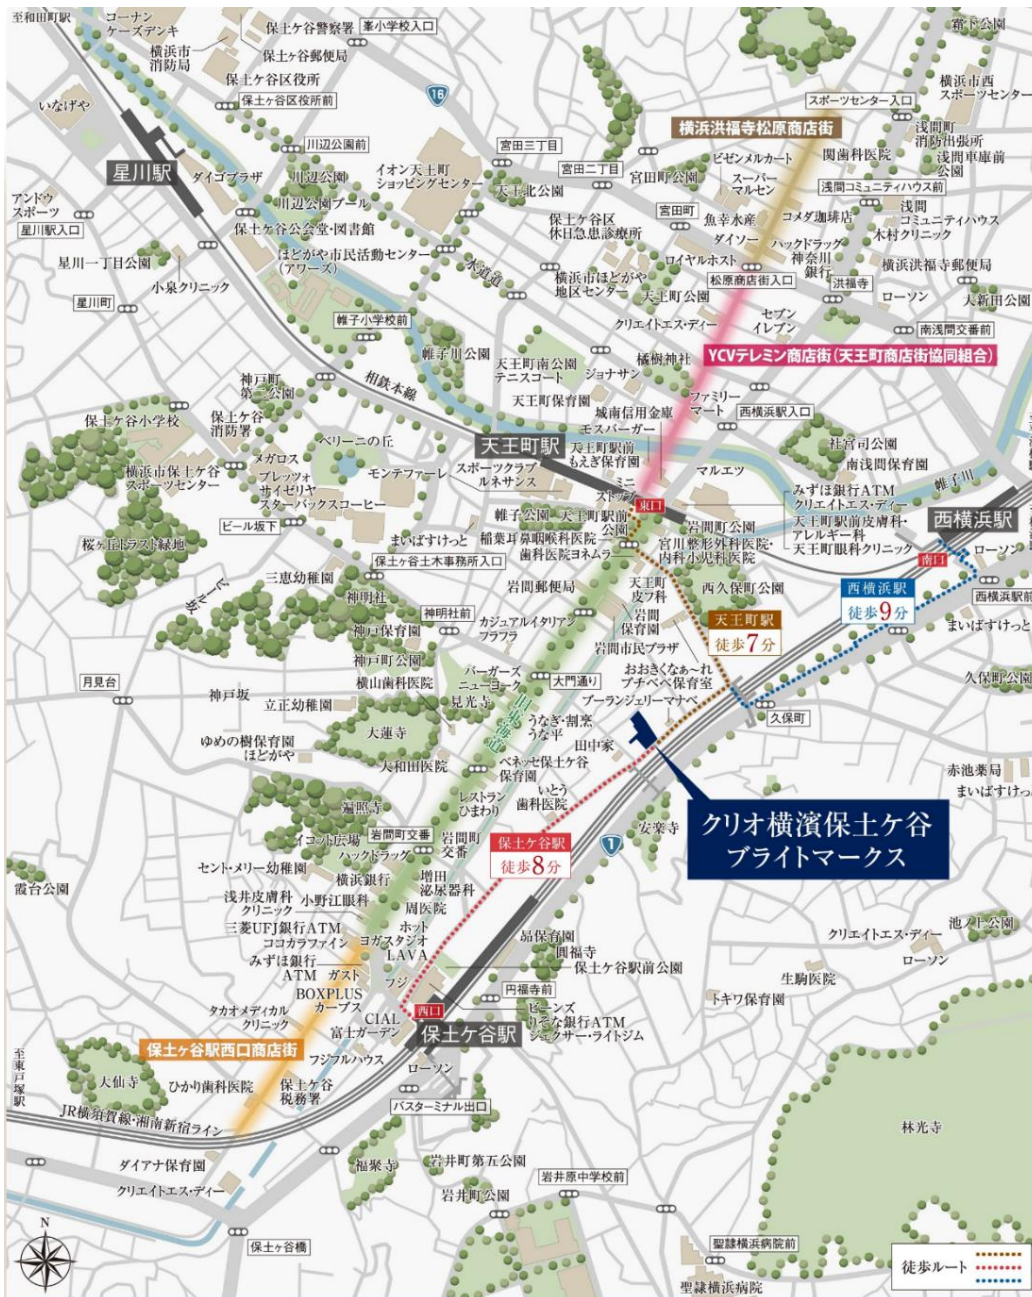 至和田町駅
コーナン
ケーズデンキ
保土ケ谷警察署
峯小学校入口
横浜市
消防局
保土ヶ谷郵便局
保土ケ谷区役所
保土ヶ谷区役所前
16
霜下公園
横浜市西
スポーツセンター
スポーツセンター入口
横浜洪福寺松原商店街
いなげや
川辺公園前
宮田三丁目
宮田二丁目
宮田町公園
ビゼンメルカート
スーパー
マルセン
関歯科医院
浅間町
消防出張所
浅間車庫前
公園
星川駅
ダイゴプラザ
川辺公園
川辺公園プール
イオン天王町
ショッピングセンター
天王北公園
浅間コミュニティハウス前
宮田町
魚幸水産
コメダ珈琲店
浅間
コミュニティハウス
木村クリニック
アンドウ
スポーツ
星川駅入口
保土ケ谷公会堂・図書館
保土ケ谷区
休日急患診療所
ダイソー
ハックドラッグ
ロイヤルホスト
神奈川
銀行
横浜洪福寺郵便局
星川一丁目公園
ほどがや市民活動センター
(アワーズ)
水道道
横浜市ほどがや
地区センター
松原商店街入口
洪福寺
小泉クリニック
天王町公園
ローソン
大新田公園
星川町
帷子小学校前
クリエイトエス・ディー
セブン
イレブン
南浅間交番前
帷子川公園
橘樹神社
YCVテレミン商店街(天王町商店街協同組合)
天王町南公園
テニスコート
ジョナサン
神戸町
第二公園
相鉄本線
天王町保育園
ファミリー
マート
西横浜駅入口
保土ケ谷小学校
保土ケ谷
消防署
城南信用金庫
モスバーガー
天王町駅
ベリーニの丘
天王町駅前
もえぎ保育園
社宮司公園
南浅間保育園
横浜市保土ケ谷
スポーツセンター
メガロス
ブレッツォ
サイゼリヤ
スターバックスコーヒー
モンテファーレ
スポーツクラブ
ルネサンス
ミニ
ストップ
マルエツ
帷子川
東口
みずほ銀行ATM
クリエイトエス・ディー
西横浜駅
ビール坂下
帷子公園
天王町駅前
公園
岩間町公園
天王町駅前皮膚科・
アレルギー科
天王町眼科クリニック
まいばすけっと
稲葉耳鼻咽喉科医院
歯科医院ヨネムラ
宮川整形外科医院・
内科小児科医院
南口
ローソン
桜ヶ丘トラスト緑地
保土ヶ谷土木事務所入口
三恵幼稚園
岩間郵便局
天王町
皮フ科
西久保町公園
西横浜駅
徒歩9分
西横浜駅前
ビール坂
神明社
神明社前
岩間
保育園
天王町駅
徒歩7分
まいばすけっと
神戸保育園
カジュアルイタリアン
フラフラ
岩間市民プラザ
神戸町公園
おおきくなぁ〜れ
プチベベ保育室
月見台
横山歯科医院
バーガーズ
ニューヨーク
大門通り
久保町公園
ブーランジェリーマナベ
神戸坂
立正幼稚園
見光寺
久保町
旧東海道
うなぎ・割烹
うな平
大蓮寺
田中家
ゆめの樹保育園
ほどがや
大和田医院
ベネッセ保土ケ谷
保育園
赤池薬局
まいばすけっと
レストラン
ひまわり
いとう
歯科医院
クリオ横濱保土ケ谷
ブライトマークス
遍照寺
イコット広場
岩間町交番
岩間町
交番
保土ケ谷駅
徒歩8分
1
安楽寺
ハックドラッグ
セント・メリー幼稚園
横浜銀行
増田
泌尿器科
霞台公園
浅井皮膚科
クリニック
小野江眼科
周医院
池ノ上公園
三菱UFJ銀行ATM
ココカラファイン
ホット
ヨガスタジオ
LAVA
昴保育園
圓福寺
クリエイトエス・ディー
ローソン
みずほ銀行
ATM
ガスト
フジ
保土ケ谷駅前公園
生駒医院
BOXPLUS
カーブス
円福寺前
トキワ保育園
タカオメディカル
クリニック
西口
ビーンズ
りそな銀行ATM
ジェクサー・ライトジム
CIAL
富士ガーデン
保土ケ谷駅
保土ヶ谷駅西口商店街
フジフルハウス
ローソン
至東戸塚駅
大仙寺
ひかり歯科医院
保土ケ谷
税務署
バスターミナル出口
JR横須賀線・湘南新宿ライン
林光寺
ダイアナ保育園
福聚寺
岩井町第五公園
クリエイトエス・ディー
岩井町公園
岩井原中学校前
N
保土ヶ谷橋
聖隷横浜病院前
聖隷横浜病院
徒歩ルート